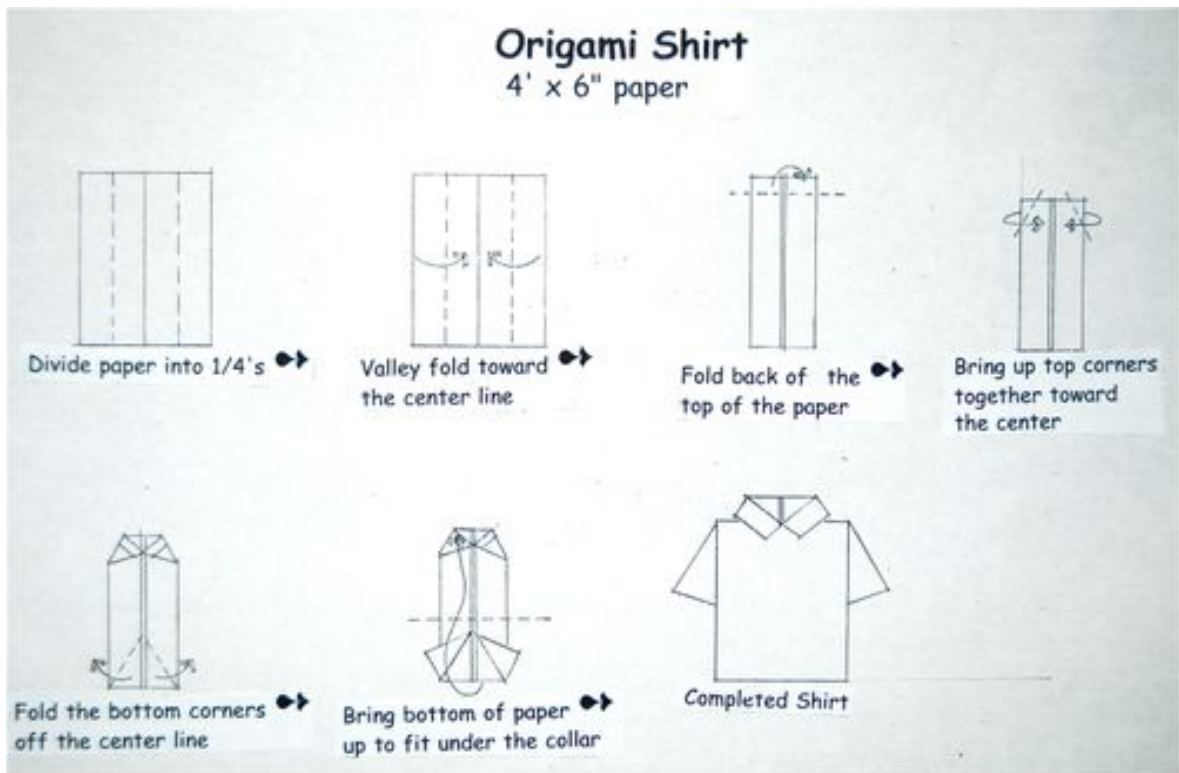 Origami Shirt
4' x 6" paper
Divide paper into 1/4's
Valley fold toward
the center line
Fold back of the
top of the paper
Bring up top corners
together toward
the center
Fold the bottom corners
off the center line
Bring bottom of paper
up to fit under the collar
Completed Shirt